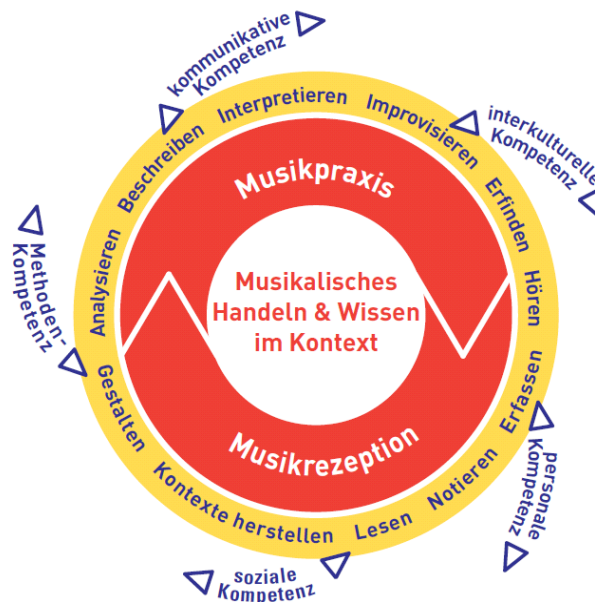 kommunikative
Kompetenz
interkulturelle
Kompetenz
personale
Kompetenz
soziale
Kompetenz
Methoden-
Kompetenz
Analysieren
Beschreiben
Interpretieren
Improvisieren
Erfinden
Hören
Erfassen
Notieren
Lesen
Kontexte herstellen
Gestalten
Musikpraxis
Musikalisches
Handeln & Wissen
im Kontext
Musikrezeption